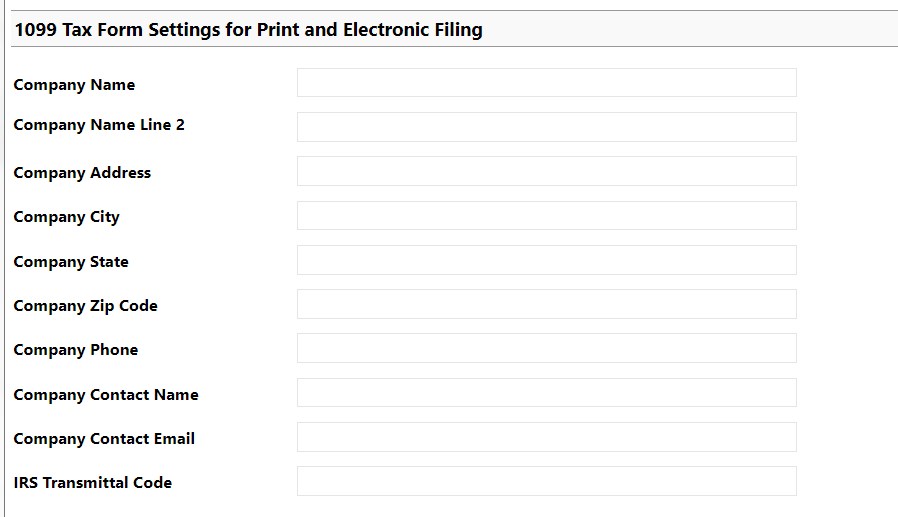 1099 Tax Form Settings for Print and Electronic Filing
Company Name
Company Name Line 2
Company Address
Company City
Company State
Company Zip Code
Company Phone
Company Contact Name
Company Contact Email
IRS Transmittal Code